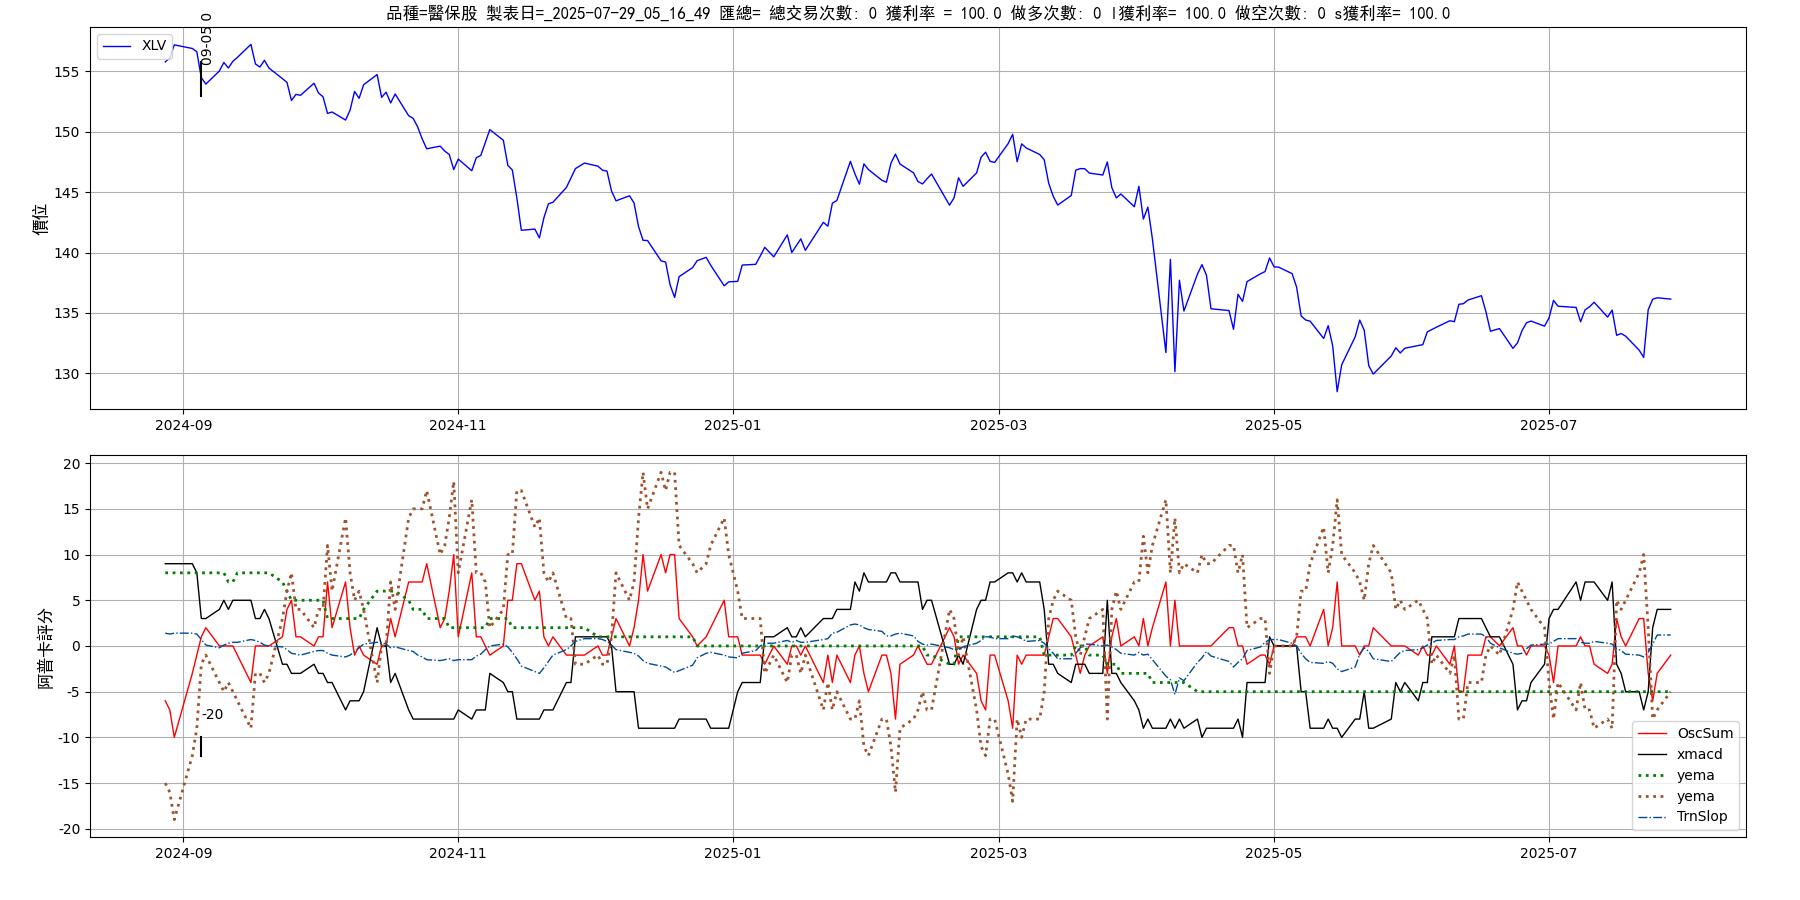 品種=醫保股 製表日=_2025-07-29_05_16_49 匯總= 總交易次數: 0 獲利率 = 100.0 做多次數: 0 l獲利率= 100.0 做空次數: 0 s獲利率= 100.0
XLV
09-05 0
價位
155
150
145
140
135
130
2024-09 2024-11 2025-01 2025-03 2025-05 2025-07
阿普卡評分
20
15
10
5
0
-5
-10
-15
-20
-20
OscSum
xmacd
yema
yema
TrnSlop
2024-09 2024-11 2025-01 2025-03 2025-05 2025-07